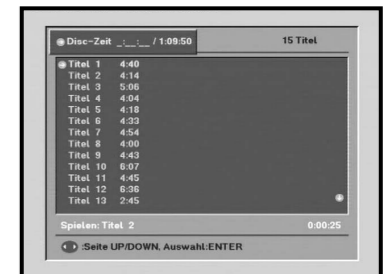 Disc-Zeit _:__:__ / 1:09:50 15 Titel
Titel 1 4:40
Titel 2 4:14
Titel 3 5:06
Titel 4 4:04
Titel 5 4:18
Titel 6 4:33
Titel 7 4:54
Titel 8 4:00
Titel 9 4:43
Titel 10 6:07
Titel 11 4:45
Titel 12 6:36
Titel 13 2:45
Spielen: Titel 2 0:00:25
:Seite UP/DOWN, Auswahl:ENTER